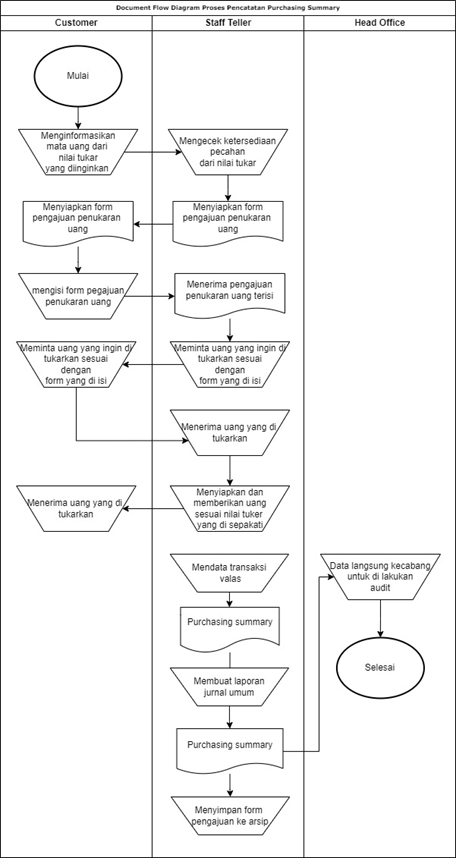 Document Flow Diagram Proses Pencatatan Purchasing Summary
Customer
Staff Teller
Head Office
Mulai
Menginformasikan
mata uang dari
nilai tukar
yang diinginkan
Mengecek ketersediaan
pecahan
dari nilai tukar
Menyiapkan form
pengajuan penukaran
uang
Menyiapkan form
pengajuan penukaran
uang
mengisi form pegajuan
penukaran uang
Menerima pengajuan
penukaran uang terisi
Meminta uang yang ingin di
tukarkan sesuai
dengan
form yang di isi
Meminta uang yang ingin di
tukarkan sesuai
dengan
form yang di isi
Menerima uang yang di
tukarkan
Menerima uang yang di
tukarkan
Menyiapkan dan
memberikan uang
sesuai nilai tuker
yang di sepakati
Mendata transaksi
valas
Data langsung kecabang
untuk di lakukan
audit
Purchasing summary
Selesai
Membuat laporan
jurnal umum
Purchasing summary
Menyimpan form
pengajuan ke arsip